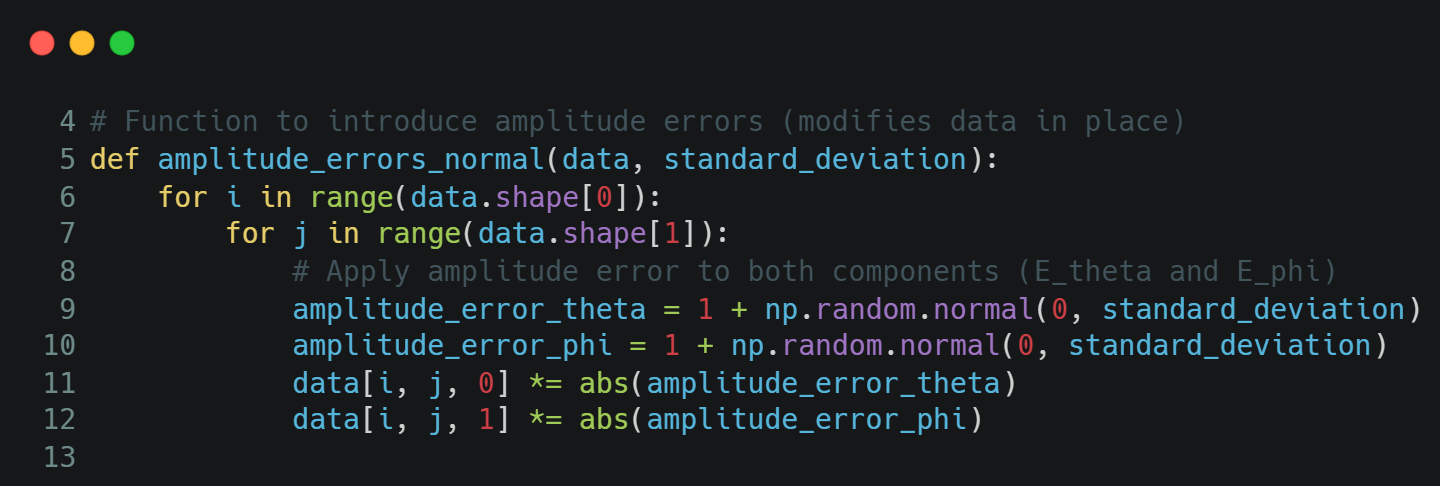 4 # Function to introduce amplitude errors (modifies data in place)
5 def amplitude_errors_normal(data, standard_deviation):
6     for i in range(data.shape[0]):
7         for j in range(data.shape[1]):
8             # Apply amplitude error to both components (E_theta and E_phi)
9             amplitude_error_theta = 1 + np.random.normal(0, standard_deviation)
10             amplitude_error_phi = 1 + np.random.normal(0, standard_deviation)
11             data[i, j, 0] *= abs(amplitude_error_theta)
12             data[i, j, 1] *= abs(amplitude_error_phi)
13